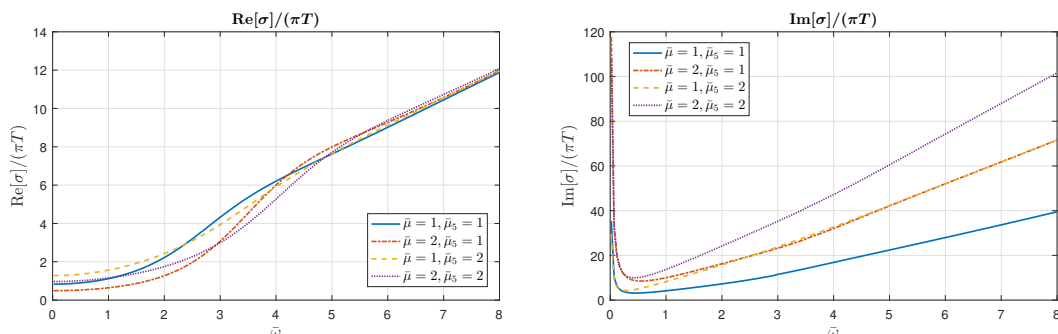 Re[σ]/(πT)
Re[σ]/(πT)
14
12
10
8
6
4
2
0
0 1 2 3 4 5 6 7 8
μ̄ = 1, μ̄₅ = 1
μ̄ = 2, μ̄₅ = 1
μ̄ = 1, μ̄₅ = 2
μ̄ = 2, μ̄₅ = 2
Im[σ]/(πT)
Im[σ]/(πT)
120
100
80
60
40
20
0
0 1 2 3 4 5 6 7 8
μ̄ = 1, μ̄₅ = 1
μ̄ = 2, μ̄₅ = 1
μ̄ = 1, μ̄₅ = 2
μ̄ = 2, μ̄₅ = 2